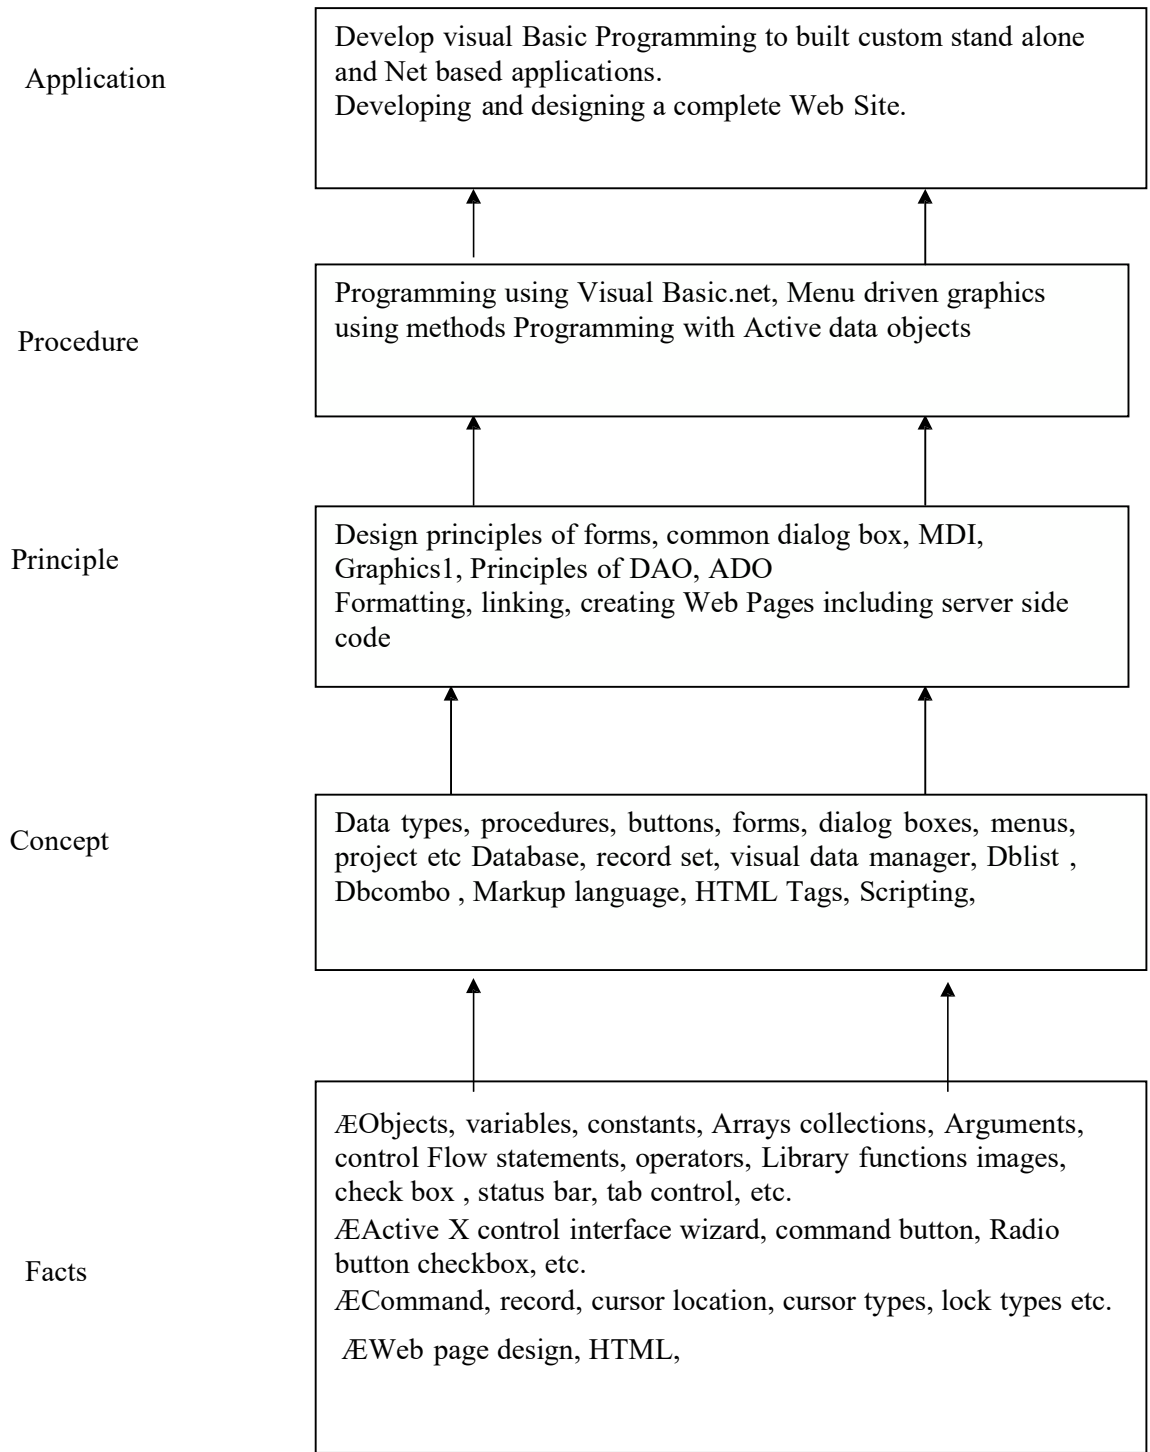 Application
Develop visual Basic Programming to built custom stand alone
and Net based applications.
Developing and designing a complete Web Site.
Procedure
Programming using Visual Basic.net, Menu driven graphics
using methods Programming with Active data objects
Principle
Design principles of forms, common dialog box, MDI,
Graphics1, Principles of DAO, ADO
Formatting, linking, creating Web Pages including server side
code
Concept
Data types, procedures, buttons, forms, dialog boxes, menus,
project etc Database, record set, visual data manager, Dblist ,
Dbcombo , Markup language, HTML Tags, Scripting,
Facts
ÆObjects, variables, constants, Arrays collections, Arguments,
control Flow statements, operators, Library functions images,
check box , status bar, tab control, etc.
ÆActive X control interface wizard, command button, Radio
button checkbox, etc.
ÆCommand, record, cursor location, cursor types, lock types etc.
ÆWeb page design, HTML,